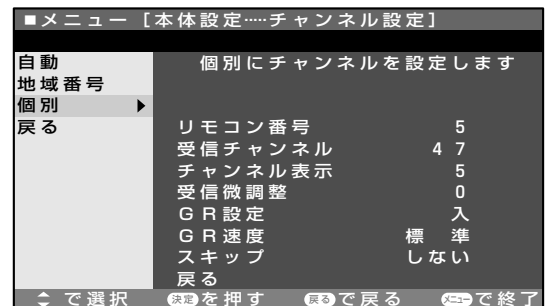 ■メニュー [本体設定……チャンネル設定]
自動
地域番号
個別 ▶
戻る
個別にチャンネルを設定します
リモコン番号 5
受信チャンネル 47
チャンネル表示 5
受信微調整 0
GR設定 入
GR速度 標準
スキップ しない
戻る
で選択 決定を押す 戻るで戻る メニューで終了